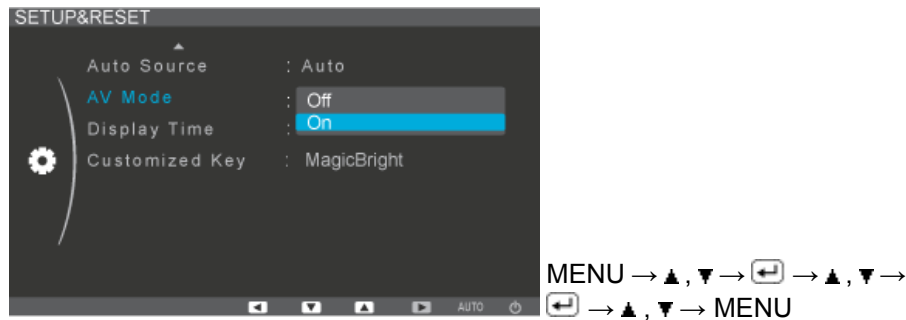 SETUP&RESET
Auto Source : Auto
AV Mode : Off
On
Display Time :
Customized Key : MagicBright
AUTO
MENU → ▲ , ▼ → ↵ → ▲ , ▼ →
↵ → ▲ , ▼ → MENU